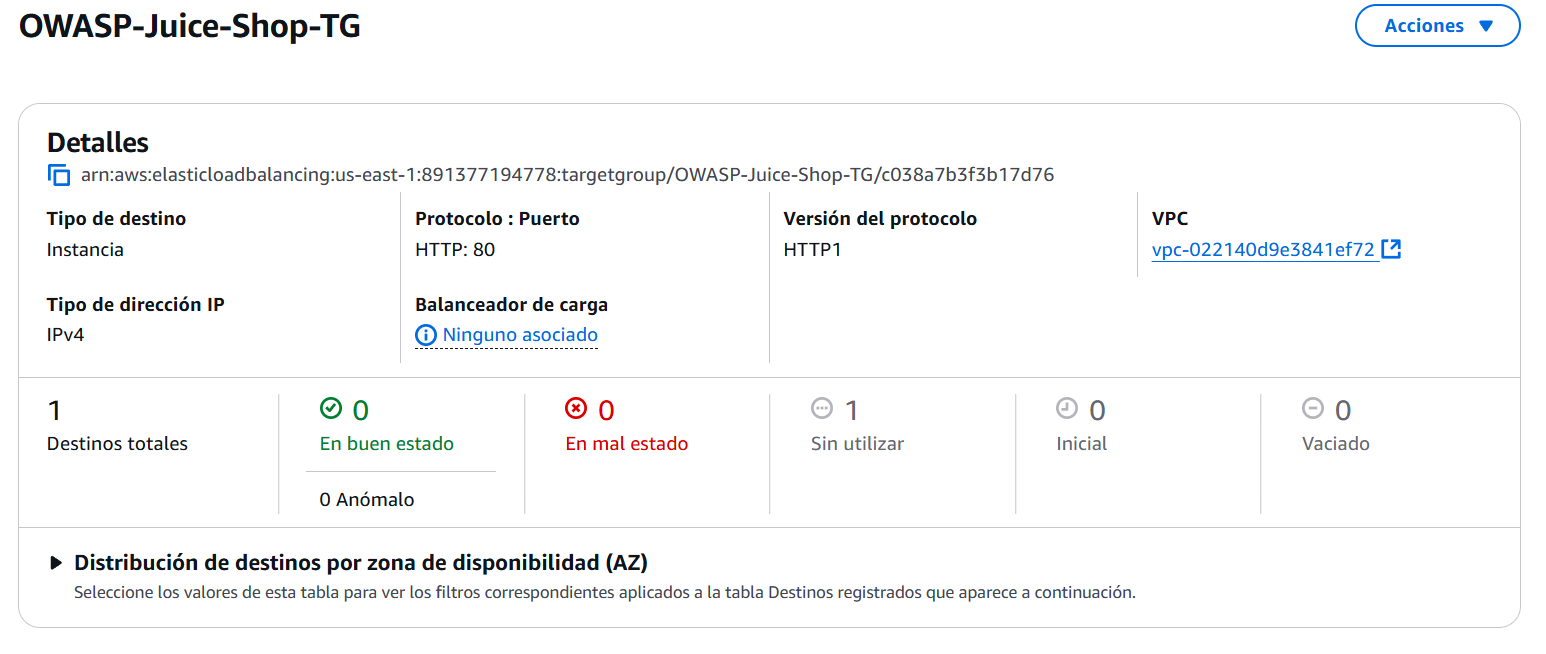 OWASP-Juice-Shop-TG
Acciones
Detalles
arn:aws:elasticloadbalancing:us-east-1:891377194778:targetgroup/OWASP-Juice-Shop-TG/c038a7b3f3b17d76
Tipo de destino
Instancia
Protocolo : Puerto
HTTP: 80
Versión del protocolo
HTTP1
VPC
vpc-022140d9e3841ef72
Tipo de dirección IP
IPv4
Balanceador de carga
Ninguno asociado
1
Destinos totales
0
En buen estado
0 Anómalo
0
En mal estado
1
Sin utilizar
0
Inicial
0
Vaciado
Distribución de destinos por zona de disponibilidad (AZ)
Seleccione los valores de esta tabla para ver los filtros correspondientes aplicados a la tabla Destinos registrados que aparece a continuación.